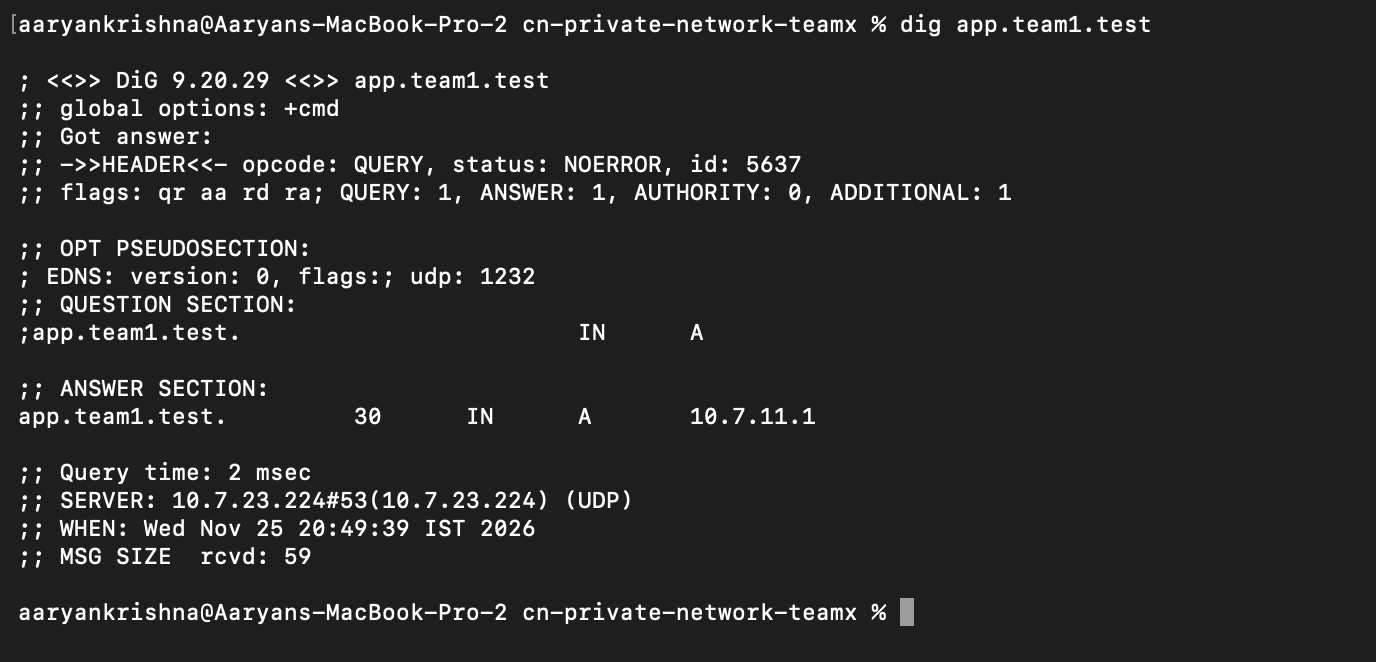 [aaryankrishna@Aaryans-MacBook-Pro-2 cn-private-network-teamx % dig app.team1.test
; <<>> DiG 9.20.29 <<>> app.team1.test
;; global options: +cmd
;; Got answer:
;; ->>HEADER<<- opcode: QUERY, status: NOERROR, id: 5637
;; flags: qr aa rd ra; QUERY: 1, ANSWER: 1, AUTHORITY: 0, ADDITIONAL: 1
;; OPT PSEUDOSECTION:
; EDNS: version: 0, flags:; udp: 1232
;; QUESTION SECTION:
;app.team1.test. IN A
;; ANSWER SECTION:
app.team1.test. 30 IN A 10.7.11.1
;; Query time: 2 msec
;; SERVER: 10.7.23.224#53(10.7.23.224) (UDP)
;; WHEN: Wed Nov 25 20:49:39 IST 2026
;; MSG SIZE  rcvd: 59
aaryankrishna@Aaryans-MacBook-Pro-2 cn-private-network-teamx %